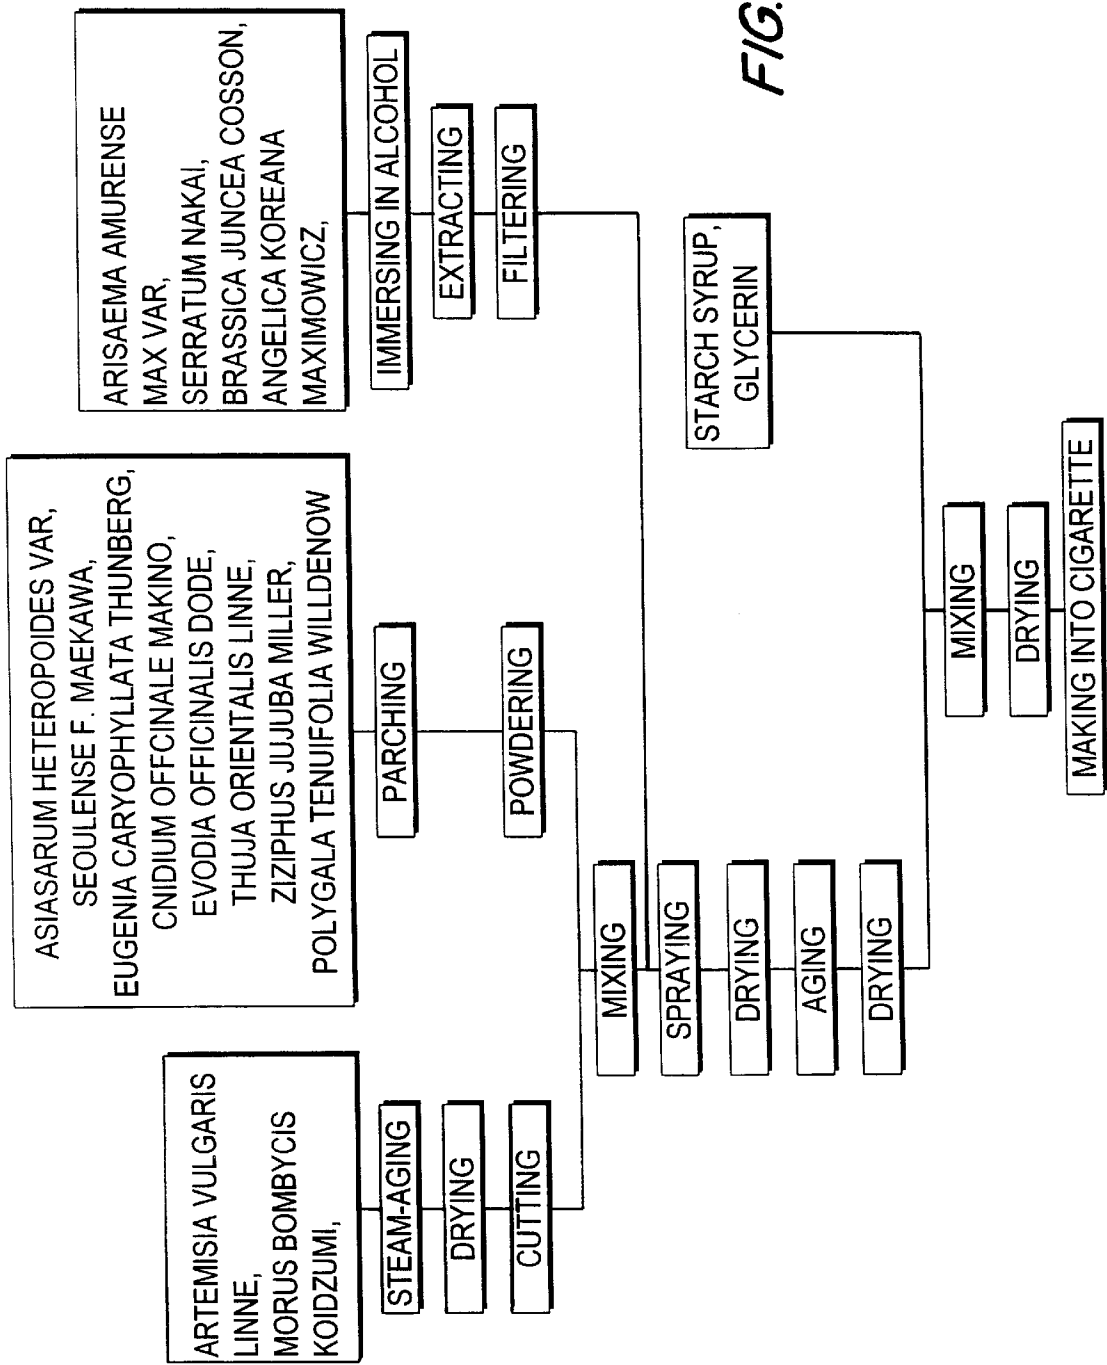 ARTEMISIA VULGARIS
LINNE,
MORUS BOMBYCIS
KOIDZUMI,
STEAM-AGING
DRYING
CUTTING
ASIASARUM HETEROPOIDES VAR,
SEOULENSE F. MAEKAWA,
EUGENIA CARYOPHYLLATA THUNBERG,
CNIDIUM OFFCINALE MAKINO,
EVODIA OFFICINALIS DODE,
THUJA ORIENTALIS LINNE,
ZIZIPHUS JUJUBA MILLER,
POLYGALA TENUIFOLIA WILLDENOW
PARCHING
POWDERING
ARISAEMA AMURENSE
MAX VAR,
SERRATUM NAKAI,
BRASSICA JUNCEA COSSON,
ANGELICA KOREANA
MAXIMOWICZ,
IMMERSING IN ALCOHOL
EXTRACTING
FILTERING
MIXING
SPRAYING
DRYING
AGING
DRYING
STARCH SYRUP,
GLYCERIN
MIXING
DRYING
MAKING INTO CIGARETTE
FIG.